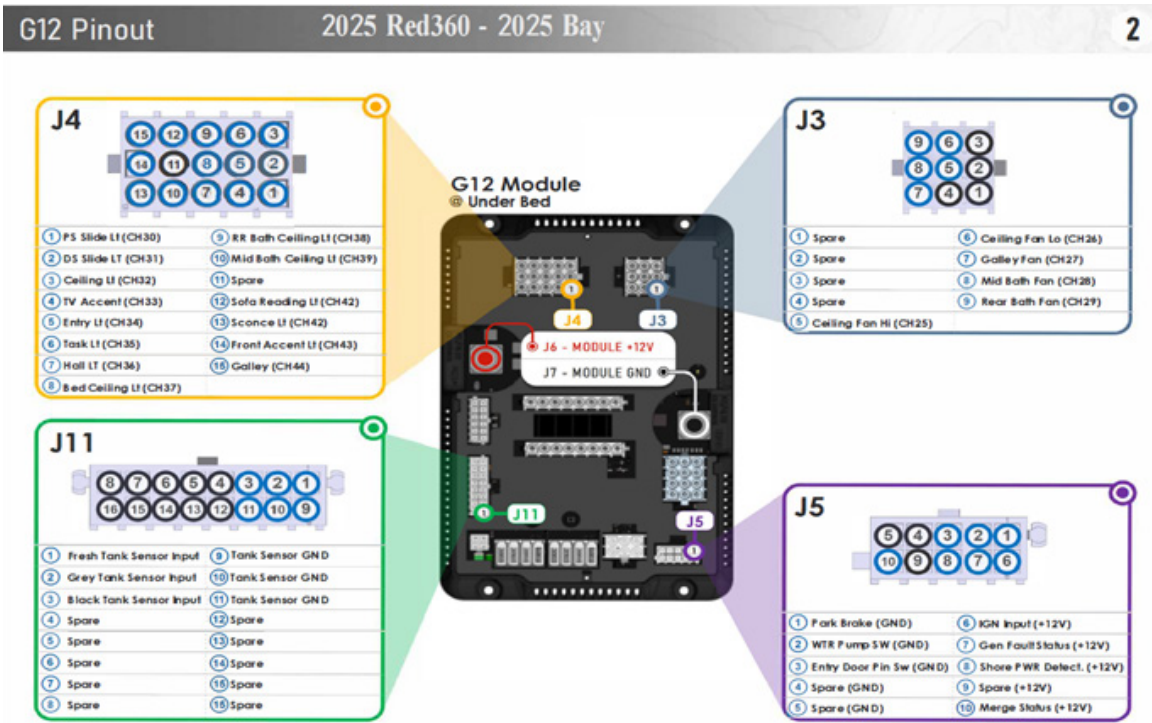 G12 Pinout 2025 Red360 - 2025 Bay 2
J4
15 12 9 6 3
14 11 8 5 2
13 10 7 4 1
1 PS Slide Lt (CH30) 9 RR Bath Ceiling Lt (CH38)
2 DS Slide LT (CH31) 10 Mid Bath Ceiling Lt (CH39)
3 Ceiling Lt (CH32) 11 Spare
4 TV Accent (CH33) 12 Sofa Reading Lt (CH42)
5 Entry Lt (CH34) 13 Sconce Lt (CH42)
6 Task Lt (CH35) 14 Front Accent Lt (CH43)
7 Hall LT (CH36) 15 Galley (CH44)
8 Bed Ceiling Lt (CH37)
G12 Module
@ Under Bed
1 1
J4 J3
J6 - MODULE +12V
J7 - MODULE GND
1 J11
J5
1
J3
9 6 3
8 5 2
7 4 1
1 Spare 6 Ceiling Fan Lo (CH26)
2 Spare 7 Galley Fan (CH27)
3 Spare 8 Mid Bath Fan (CH28)
4 Spare 9 Rear Bath Fan (CH29)
5 Ceiling Fan Hi (CH25)
J11
8 7 6 5 4 3 2 1
16 15 14 13 12 11 10 9
1 Fresh Tank Sensor Input 9 Tank Sensor GND
2 Grey Tank Sensor Input 10 Tank Sensor GND
3 Black Tank Sensor Input 11 Tank Sensor GND
4 Spare 12 Spare
5 Spare 13 Spare
6 Spare 14 Spare
7 Spare 15 Spare
8 Spare 15 Spare
J5
5 4 3 2 1
10 9 8 7 6
1 Park Brake (GND) 6 IGN Input (+12V)
2 WTR Pump SW (GND) 7 Gen Fault Status (+12V)
3 Entry Door Pin Sw (GND) 8 Shore PWR Detect. (+12V)
4 Spare (GND) 9 Spare (+12V)
5 Spare (GND) 10 Merge Status (+12V)